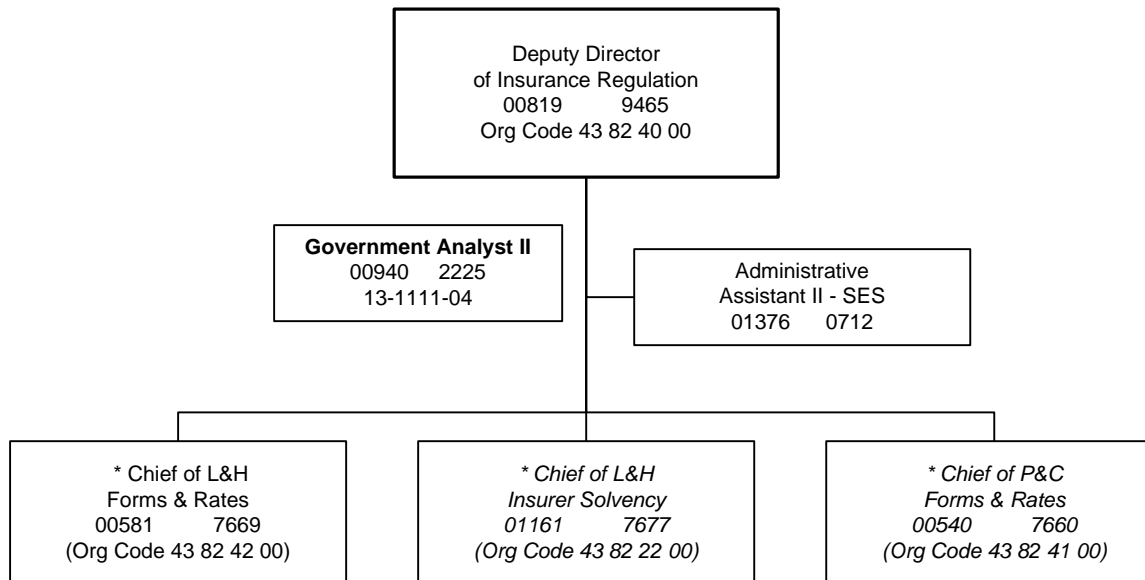 Deputy Director
of Insurance Regulation
00819 9465
Org Code 43 82 40 00
Government Analyst II
00940 2225
13-1111-04
Administrative
Assistant II - SES
01376 0712
* Chief of L&H
Forms & Rates
00581 7669
(Org Code 43 82 42 00)
* Chief of L&H
Insurer Solvency
01161 7677
(Org Code 43 82 22 00)
* Chief of P&C
Forms & Rates
00540 7660
(Org Code 43 82 41 00)